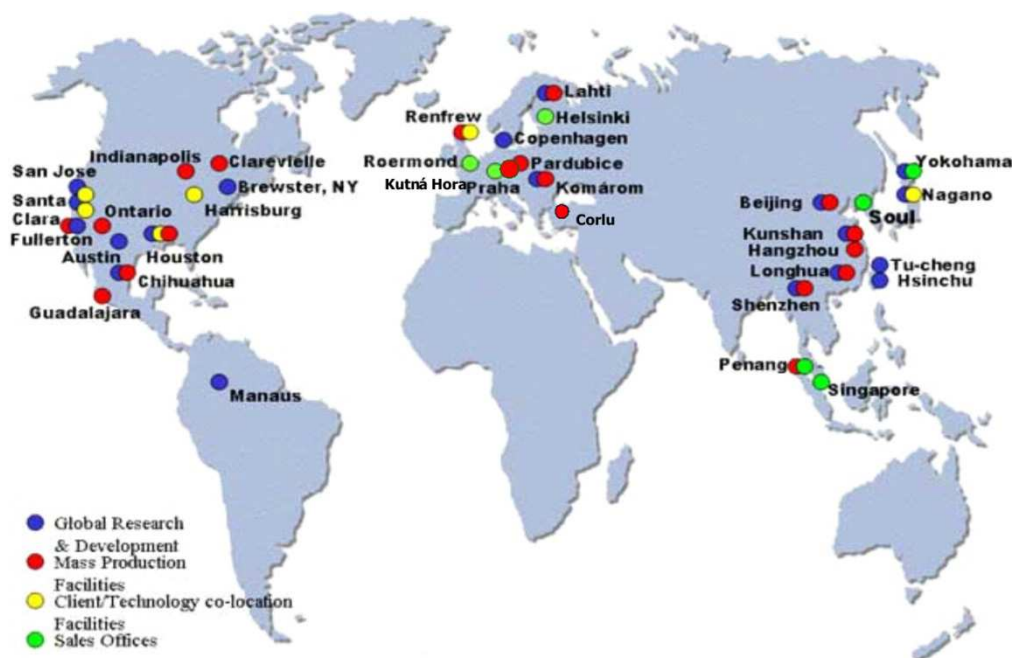 Lahti
Renfrew
Helsinki
Copenhagen
Indianapolis
Clarevielle
Roermond
Pardubice
Yokohama
San Jose
Kutná Hora
Praha
Komárom
Brewster, NY
Nagano
Santa
Clara
Ontario
Harrisburg
Beijing
Soul
Corlu
Fullerton
Kunshan
Hangzhou
Austin
Houston
Longhua
Tu-cheng
Chihuahua
Hsinchu
Shenzhen
Guadalajara
Penang
Singapore
Manaus
Global Research
& Development
Mass Production
Facilities
Client/Technology co-location
Facilities
Sales Offices